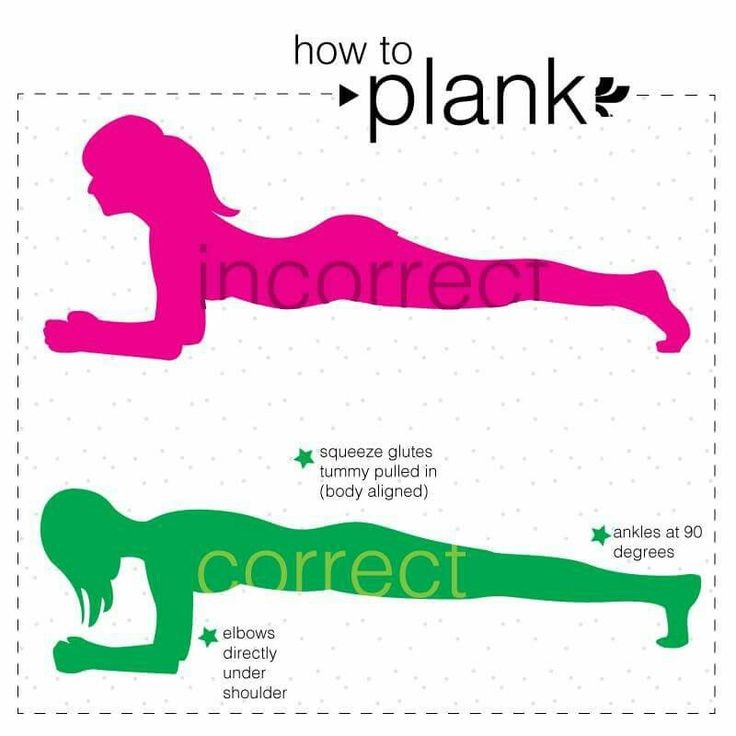 how to
plank
incorrect
squeeze glutes
tummy pulled in
(body aligned)
ankles at 90
degrees
correct
elbows
directly
under
shoulder